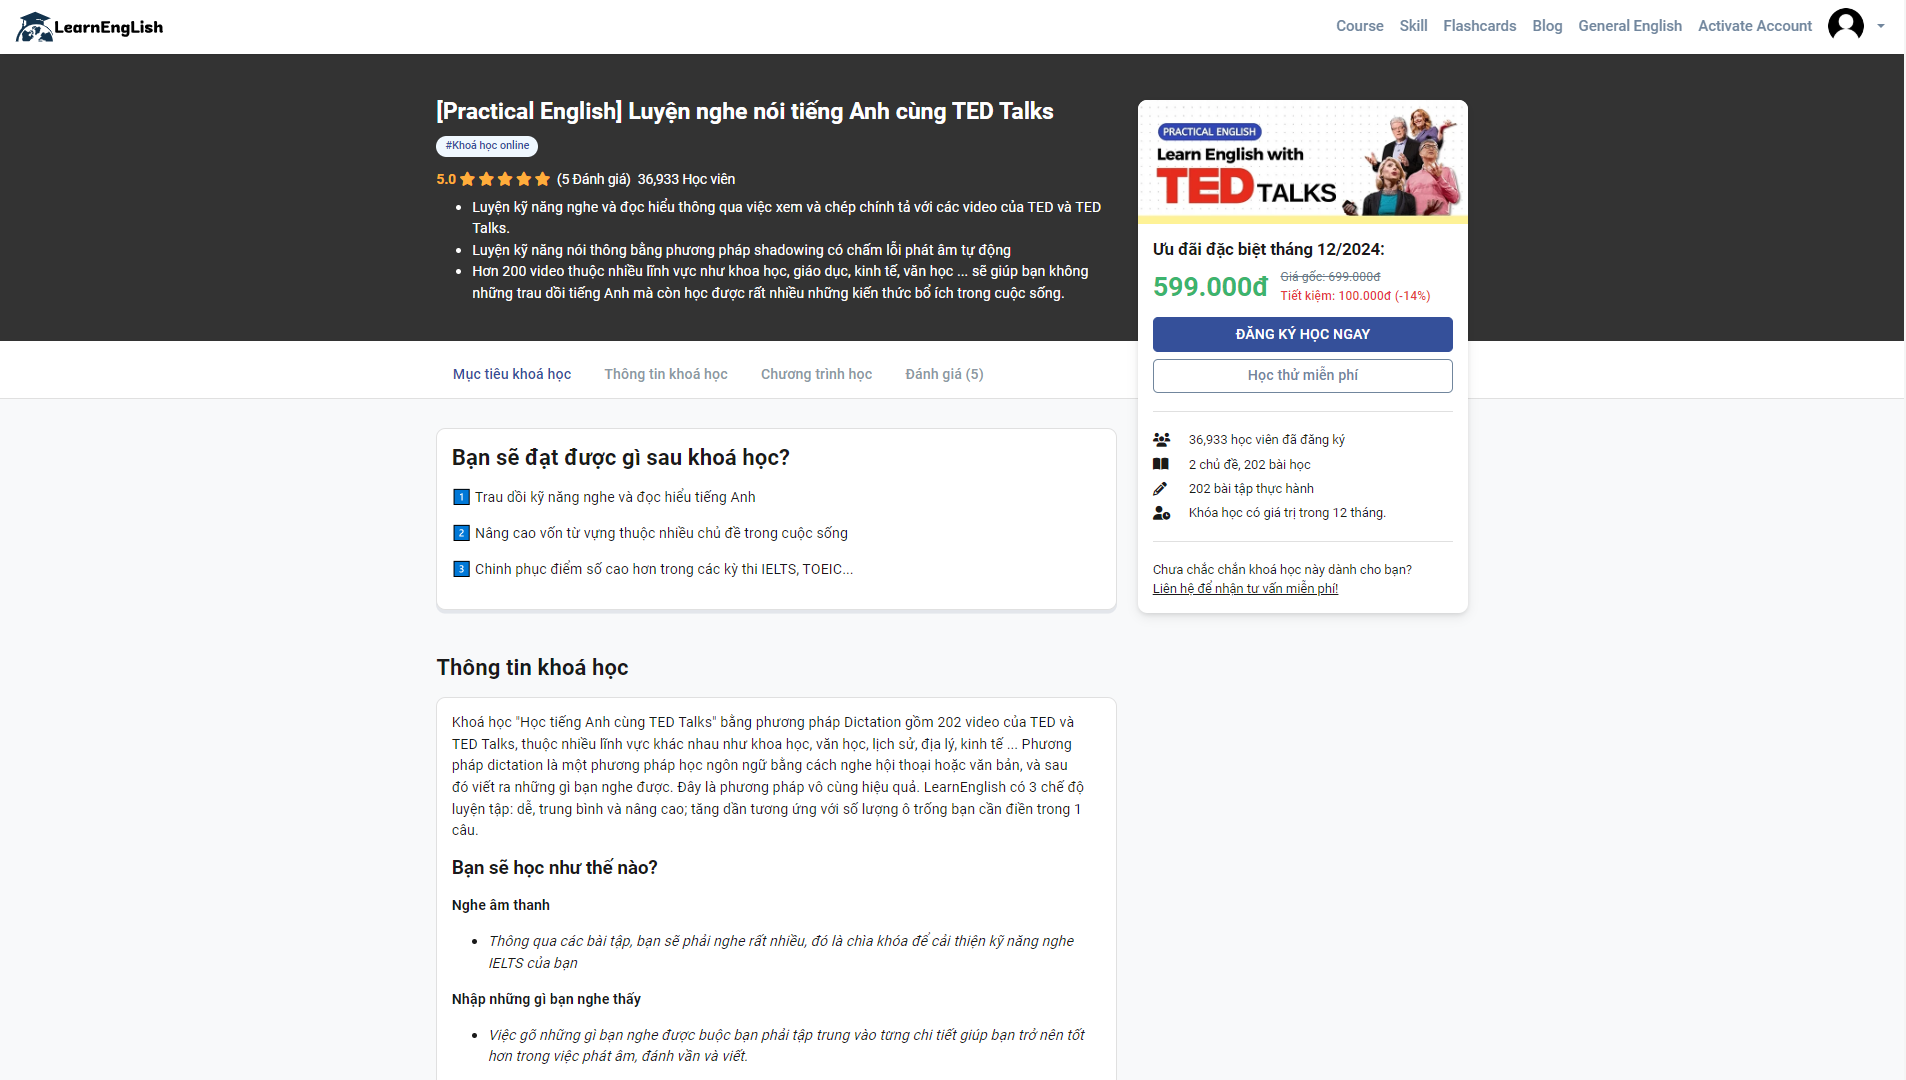 LearnEngLish
Course Skill Flashcards Blog General English Activate Account
[Practical English] Luyện nghe nói tiếng Anh cùng TED Talks
#Khoá học online
5.0 (5 Đánh giá) 36,933 Học viên
Luyện kỹ năng nghe và đọc hiểu thông qua việc xem và chép chính tả với các video của TED và TED
Talks.
Luyện kỹ năng nói thông bằng phương pháp shadowing có chấm lỗi phát âm tự động
Hơn 200 video thuộc nhiều lĩnh vực như khoa học, giáo dục, kinh tế, văn học ... sẽ giúp bạn không
những trau dồi tiếng Anh mà còn học được rất nhiều những kiến thức bổ ích trong cuộc sống.
PRACTICAL ENGLISH
Learn English with
TED TALKS
Ưu đãi đặc biệt tháng 12/2024:
599.000đ
Giá gốc: 699.000đ
Tiết kiệm: 100.000đ (-14%)
ĐĂNG KÝ HỌC NGAY
Học thử miễn phí
36,933 học viên đã đăng ký
2 chủ đề, 202 bài học
202 bài tập thực hành
Khóa học có giá trị trong 12 tháng.
Chưa chắc chắn khoá học này dành cho bạn?
Liên hệ để nhận tư vấn miễn phí!
Mục tiêu khoá học Thông tin khoá học Chương trình học Đánh giá (5)
Bạn sẽ đạt được gì sau khoá học?
1 Trau dồi kỹ năng nghe và đọc hiểu tiếng Anh
2 Nâng cao vốn từ vựng thuộc nhiều chủ đề trong cuộc sống
3 Chinh phục điểm số cao hơn trong các kỳ thi IELTS, TOEIC...
Thông tin khoá học
Khoá học "Học tiếng Anh cùng TED Talks" bằng phương pháp Dictation gồm 202 video của TED và
TED Talks, thuộc nhiều lĩnh vực khác nhau như khoa học, văn học, lịch sử, địa lý, kinh tế ... Phương
pháp dictation là một phương pháp học ngôn ngữ bằng cách nghe hội thoại hoặc văn bản, và sau
đó viết ra những gì bạn nghe được. Đây là phương pháp vô cùng hiệu quả. LearnEnglish có 3 chế độ
luyện tập: dễ, trung bình và nâng cao; tăng dần tương ứng với số lượng ô trống bạn cần điền trong 1
câu.
Bạn sẽ học như thế nào?
Nghe âm thanh
Thông qua các bài tập, bạn sẽ phải nghe rất nhiều, đó là chìa khóa để cải thiện kỹ năng nghe
IELTS của bạn
Nhập những gì bạn nghe thấy
Việc gõ những gì bạn nghe được buộc bạn phải tập trung vào từng chi tiết giúp bạn trở nên tốt
hơn trong việc phát âm, đánh vần và viết.